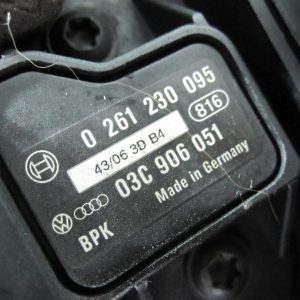 0 261 230 095
816
43/06 3D B4
03C 906 051
Made in Germany
BPK